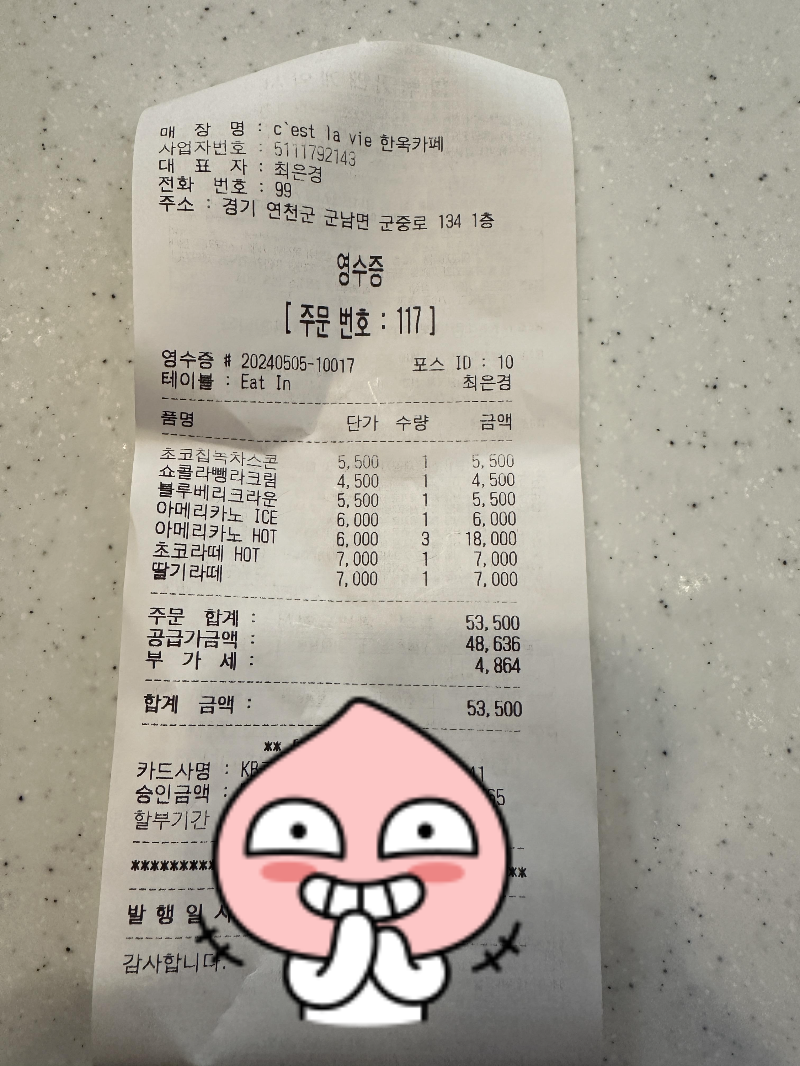 매 장 명 : c`est la vie 한옥카페
사업자번호 : 5111792143
대 표 자 : 최은경
전화 번호 : 99
주소 : 경기 연천군 군남면 군중로 134 1층
영수증
[ 주문 번호 : 117 ]
영수증 # 20240505-10017 포스 ID : 10
테이블 : Eat In 최은경
품명 단가 수량 금액
초코칩녹차스콘 5,500 1 5,500
쇼콜라뺑라크림 4,500 1 4,500
블루베리크라운 5,500 1 5,500
아메리카노 ICE 6,000 1 6,000
아메리카노 HOT 6,000 3 18,000
초코라떼 HOT 7,000 1 7,000
딸기라떼 7,000 1 7,000
주문 합계 : 53,500
공급가금액 : 48,636
부 가 세 : 4,864
합계 금액 : 53,500
**
카드사명 :
승인금액 :
할부기간
********* **
발 행 일
감사합니다.